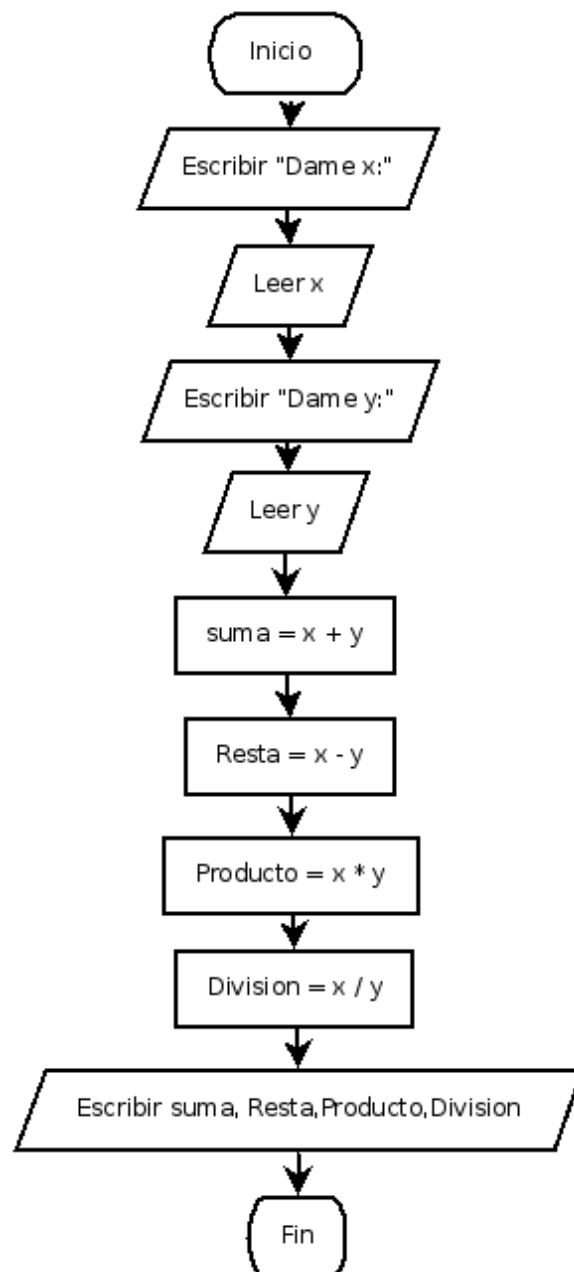 Inicio
Escribir "Dame x:"
Leer x
Escribir "Dame y:"
Leer y
suma = x + y
Resta = x - y
Producto = x * y
Division = x / y
Escribir suma, Resta,Producto,Division
Fin